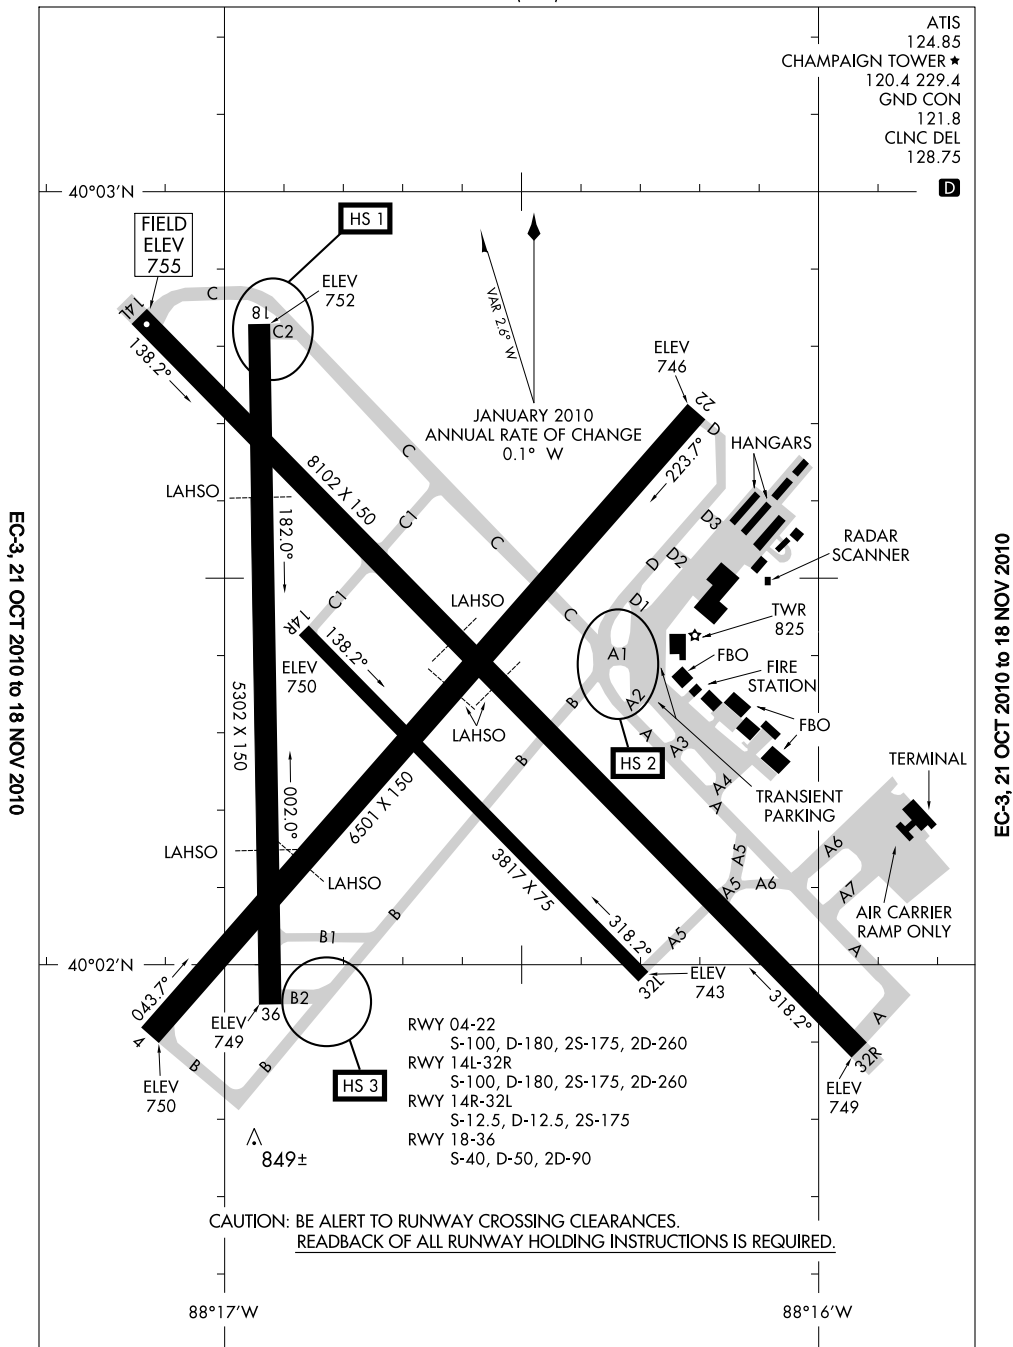 ATIS
124.85
CHAMPAIGN TOWER ★
120.4 229.4
GND CON
121.8
CLNC DEL
128.75
D
40°03'N
HS 1
FIELD
ELEV
755
ELEV
752
C
14L
18
C2
138.2°
VAR 2.6° W
ELEV
746
22
JANUARY 2010
ANNUAL RATE OF CHANGE
0.1° W
D
HANGARS
223.7°
C
8102 X 150
LAHSO
C1
182.0°
D3
C
RADAR
SCANNER
D
D2
LAHSO
D1
C1
C
14R
TWR
825
138.2°
A1
FBO
ELEV
750
FIRE
STATION
5302 X 150
B
A2
FBO
LAHSO
A
A3
HS 2
B
TERMINAL
002.0°
A4
TRANSIENT
PARKING
A
6501 X 150
LAHSO
3817 X 75
A5
A6
LAHSO
A5
A6
A7
B
AIR CARRIER
RAMP ONLY
318.2°
A5
B1
A
40°02'N
043.7°
32L
ELEV
743
B2
36
318.2°
ELEV
749
4
A
RWY 04-22
S-100, D-180, 2S-175, 2D-260
RWY 14L-32R
S-100, D-180, 2S-175, 2D-260
RWY 14R-32L
S-12.5, D-12.5, 2S-175
RWY 18-36
S-40, D-50, 2D-90
32R
B
B
HS 3
ELEV
750
ELEV
749
849±
CAUTION: BE ALERT TO RUNWAY CROSSING CLEARANCES.
READBACK OF ALL RUNWAY HOLDING INSTRUCTIONS IS REQUIRED.
88°17'W
88°16'W
EC-3, 21 OCT 2010 to 18 NOV 2010
EC-3, 21 OCT 2010 to 18 NOV 2010